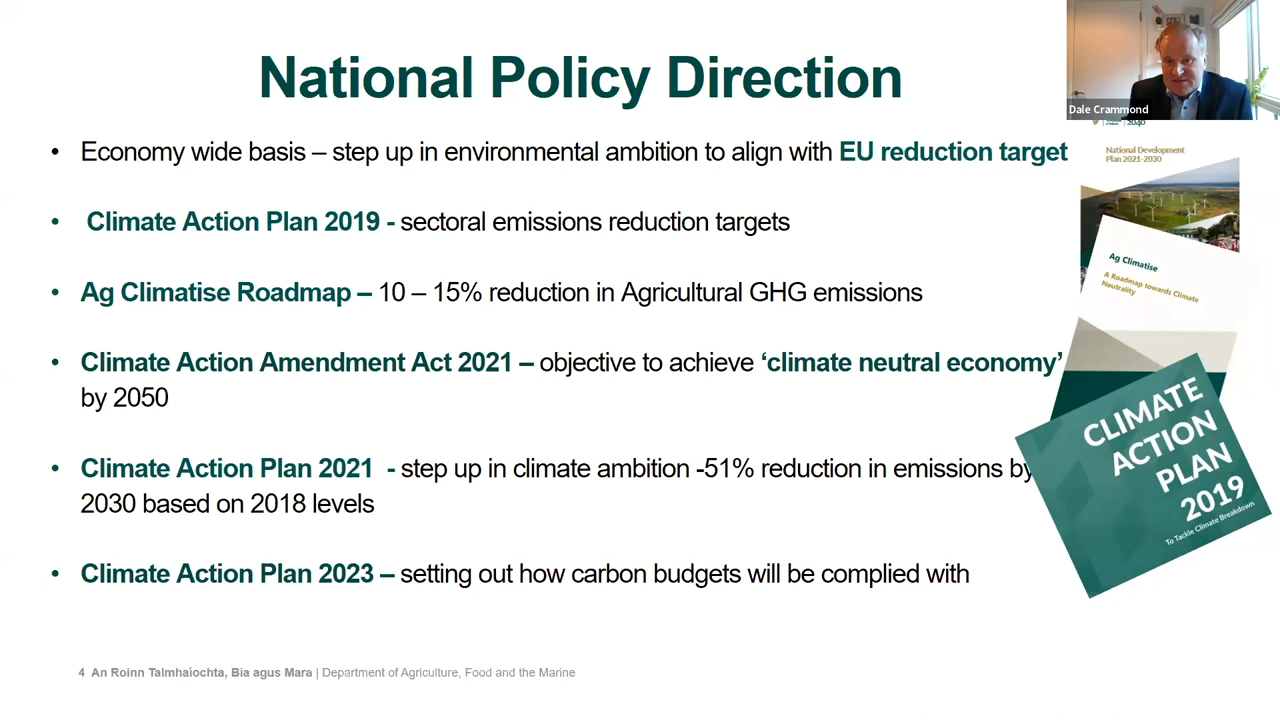 National Policy Direction
Dale Crammond
2040
• Economy wide basis – step up in environmental ambition to align with EU reduction target
National Development
Plan 2021-2030
• Climate Action Plan 2019 - sectoral emissions reduction targets
Ag Climatise
A Roadmap towards Climate
Neutrality
• Ag Climatise Roadmap – 10 – 15% reduction in Agricultural GHG emissions
• Climate Action Amendment Act 2021 – objective to achieve ‘climate neutral economy’
by 2050
• Climate Action Plan 2021 - step up in climate ambition -51% reduction in emissions by
2030 based on 2018 levels
CLIMATE
ACTION
PLAN
2019
To Tackle Climate Breakdown
• Climate Action Plan 2023 – setting out how carbon budgets will be complied with
4 An Roinn Talmhaíochta, Bia agus Mara | Department of Agriculture, Food and the Marine